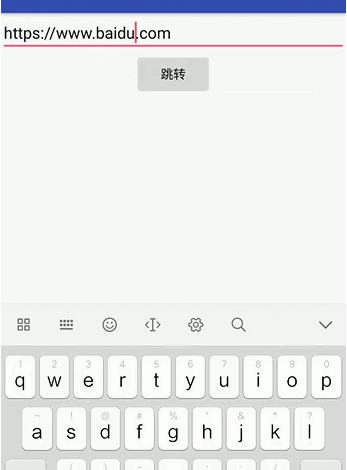 https://www.baidu.com
跳转
1 2 3 4 5 6 7 8 9 0
q w e r t y u i o p
~ ! @ # % ' & * ?
a s d f g h j k l